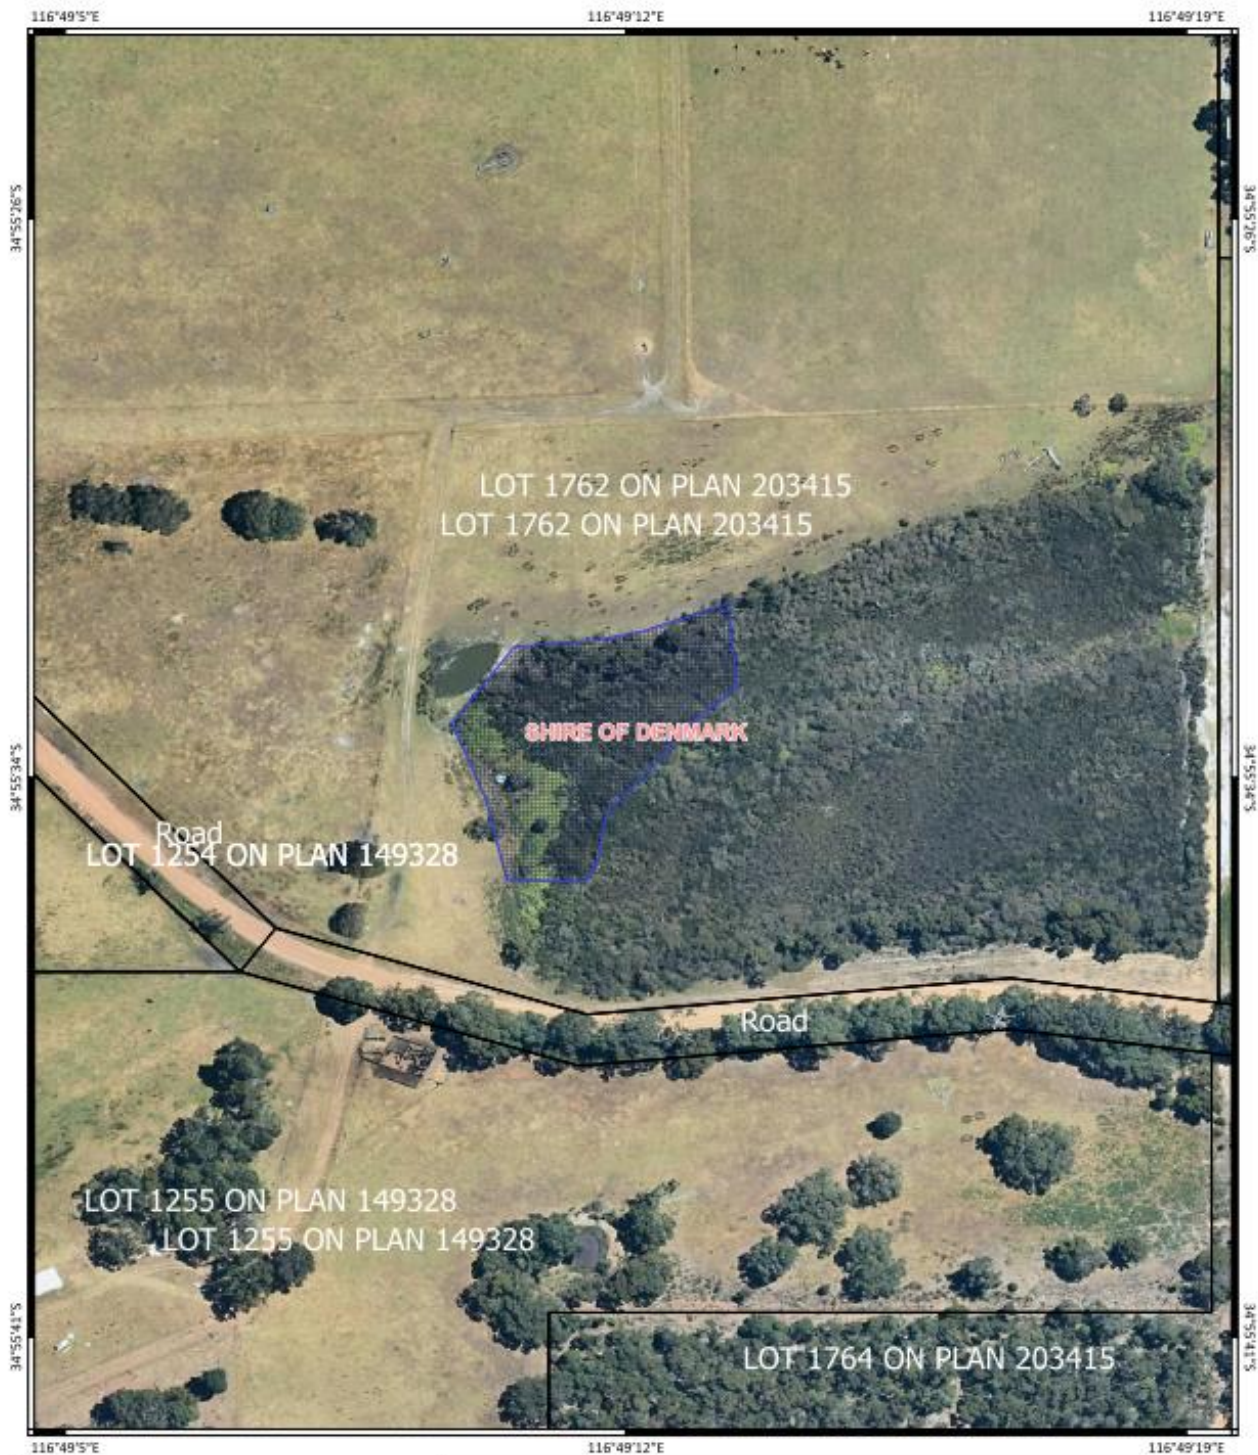 116°49'5"E
116°49'12"E
116°49'19"E
34°55'26"S
34°55'26"S
LOT 1762 ON PLAN 203415
LOT 1762 ON PLAN 203415
SHIRE OF DENMARK
34°55'34"S
34°55'34"S
Road
LOT 1254 ON PLAN 149328
Road
LOT 1255 ON PLAN 149328
LOT 1255 ON PLAN 149328
34°55'41"S
34°55'41"S
LOT 1764 ON PLAN 203415
116°49'5"E
116°49'12"E
116°49'19"E